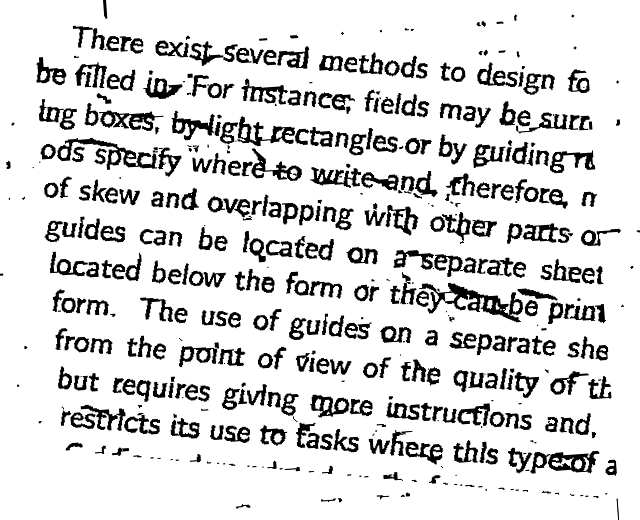 There exist several methods to design fo
be filled in. For instance, fields may be surr
ing boxes, by light rectangles or by guiding r
ods specify where to write and, therefore, m
of skew and overlapping with other parts or
guides can be located on a separate sheet
located below the form or they can be print
form. The use of guides on a separate she
from the point of view of the quality of th
but requires giving more instructions and,
restricts its use to tasks where this type of a